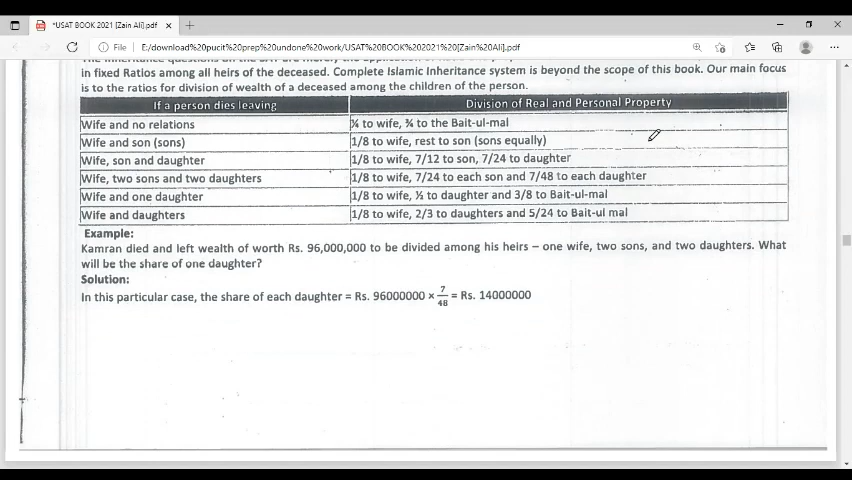 *USAT BOOK 2021 [Zain Ali].pdf
File E:/download%20pucit%20prep%20undone%20work/USAT%20BOOK%202021%20[Zain%20Ali].pdf
in fixed Ratios among all heirs of the deceased. Complete Islamic Inheritance system is beyond the scope of this book. Our main focus
is to the ratios for division of wealth of a deceased among the children of the person.
If a person dies leaving Division of Real and Personal Property
Wife and no relations ¼ to wife, ¾ to the Bait-ul-mal
Wife and son (sons) 1/8 to wife, rest to son (sons equally)
Wife, son and daughter 1/8 to wife, 7/12 to son, 7/24 to daughter
Wife, two sons and two daughters 1/8 to wife, 7/24 to each son and 7/48 to each daughter
Wife and one daughter 1/8 to wife, ½ to daughter and 3/8 to Bait-ul-mal
Wife and daughters 1/8 to wife, 2/3 to daughters and 5/24 to Bait-ul mal
Example:
Kamran died and left wealth of worth Rs. 96,000,000 to be divided among his heirs – one wife, two sons, and two daughters. What
will be the share of one daughter?
Solution:
In this particular case, the share of each daughter = Rs. 96000000 × 7/48 = Rs. 14000000